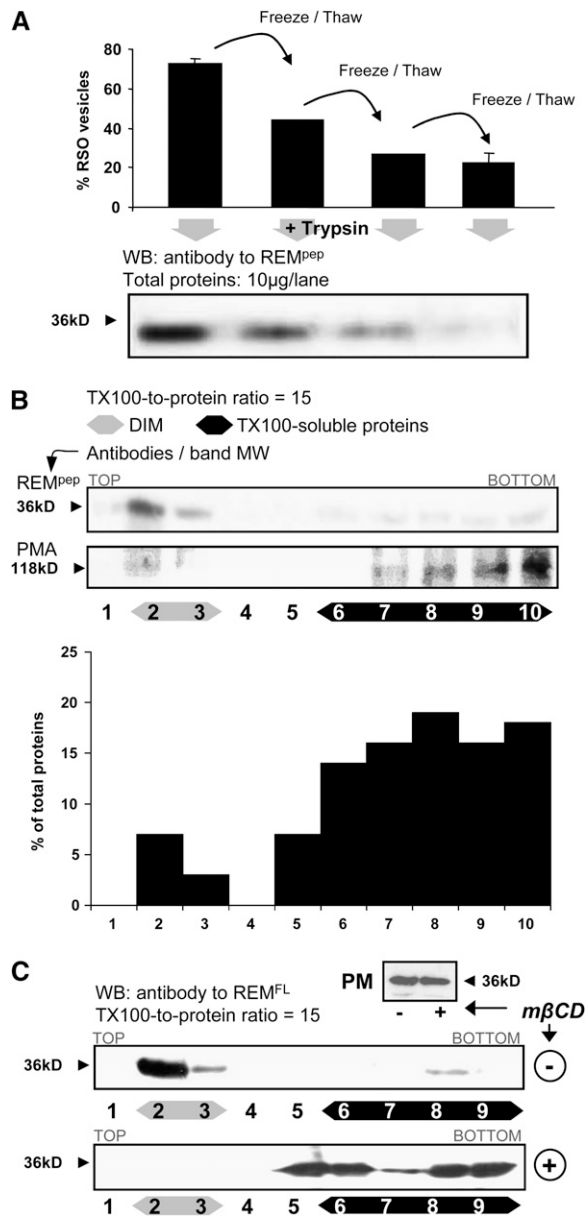 A
Freeze / Thaw
Freeze / Thaw
Freeze / Thaw
% RSO vesicles
80
60
40
20
0
+ Trypsin
WB: antibody to REMpep
Total proteins: 10µg/lane
36kD
B
TX100-to-protein ratio = 15
DIM
TX100-soluble proteins
Antibodies / band MW
REMpep
TOP
BOTTOM
36kD
PMA
118kD
1 2 3 4 5 6 7 8 9 10
% of total proteins
25
20
15
10
5
0
1 2 3 4 5 6 7 8 9 10
C
WB: antibody to REMFL
TX100-to-protein ratio = 15
PM
36kD
- +
mβCD
TOP
BOTTOM
36kD
-
1 2 3 4 5 6 7 8 9
TOP
BOTTOM
36kD
+
1 2 3 4 5 6 7 8 9